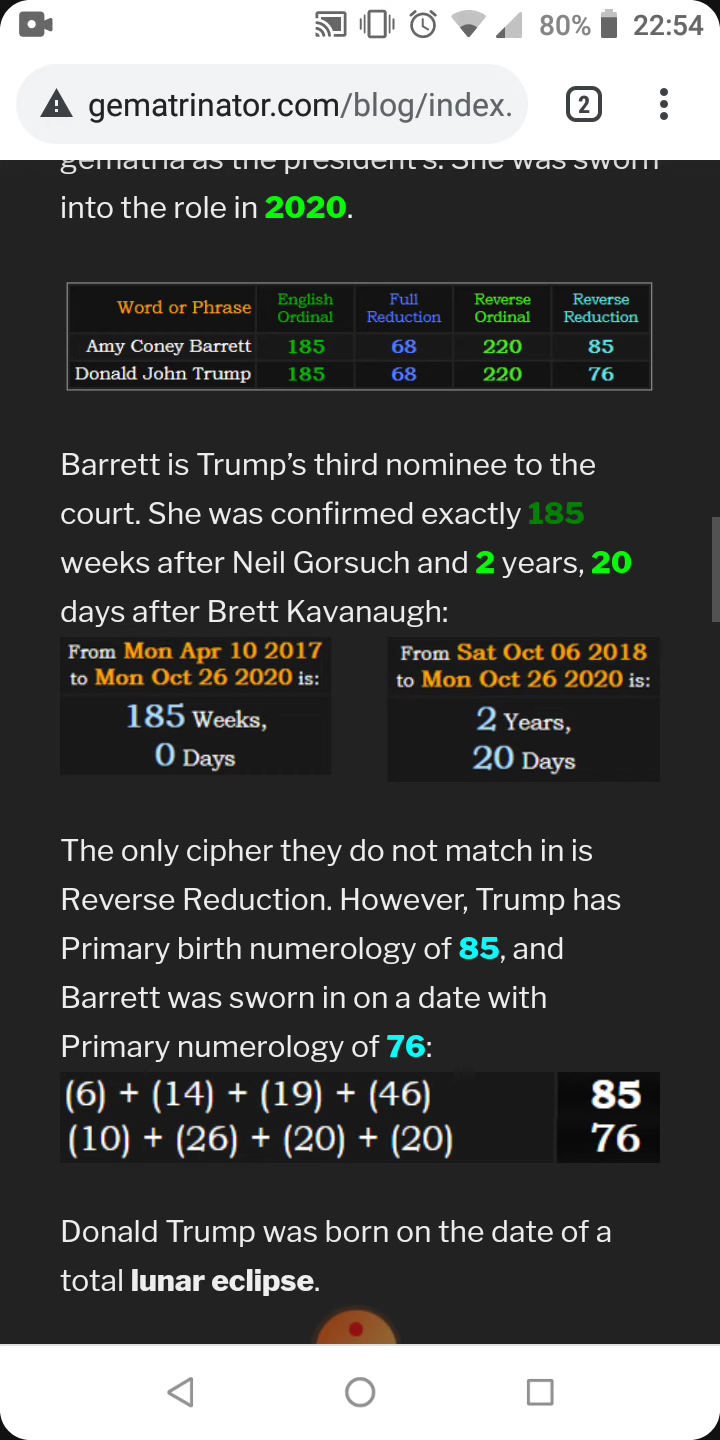 80% 22:54
gematrinator.com/blog/index. 2
gematria as the president's. She was sworn
into the role in 2020.
Word or Phrase English Ordinal Full Reduction Reverse Ordinal Reverse Reduction
Amy Coney Barrett 185 68 220 85
Donald John Trump 185 68 220 76
Barrett is Trump's third nominee to the
court. She was confirmed exactly 185
weeks after Neil Gorsuch and 2 years, 20
days after Brett Kavanaugh:
From Mon Apr 10 2017
to Mon Oct 26 2020 is:
185 Weeks,
0 Days
From Sat Oct 06 2018
to Mon Oct 26 2020 is:
2 Years,
20 Days
The only cipher they do not match in is
Reverse Reduction. However, Trump has
Primary birth numerology of 85, and
Barrett was sworn in on a date with
Primary numerology of 76:
(6) + (14) + (19) + (46) 85
(10) + (26) + (20) + (20) 76
Donald Trump was born on the date of a
total lunar eclipse.